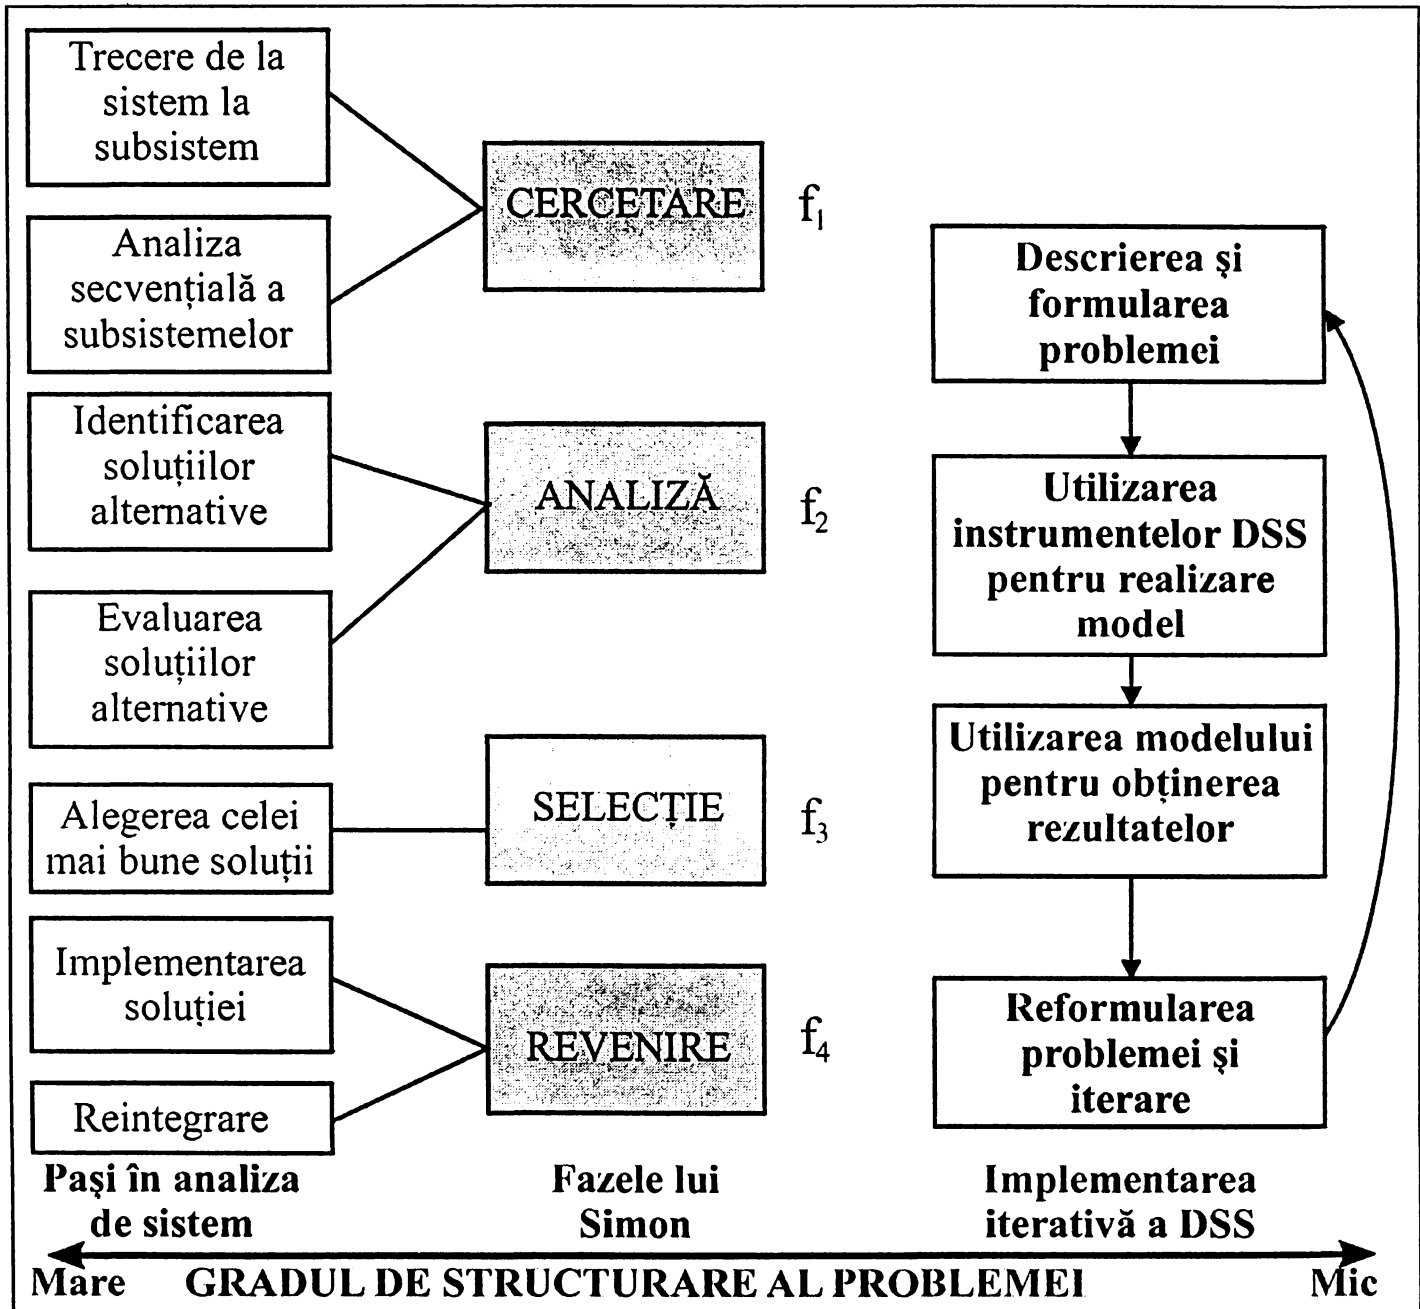 Trecere de la
sistem la
subsistem
Analiza
secvențială a
subsistemelor
Identificarea
soluțiilor
alternative
Evaluarea
soluțiilor
alternative
Alegerea celei
mai bune soluții
Implementarea
soluției
Reintegrare
Pași în analiza
de sistem
CERCETARE
f₁
ANALIZĂ
f₂
SELECȚIE
f₃
REVENIRE
f₄
Fazele lui
Simon
Descrierea și
formularea
problemei
Utilizarea
instrumentelor DSS
pentru realizare
model
Utilizarea modelului
pentru obținerea
rezultatelor
Reformularea
problemei și
iterare
Implementarea
iterativă a DSS
Mare GRADUL DE STRUCTURARE AL PROBLEMEI Mic